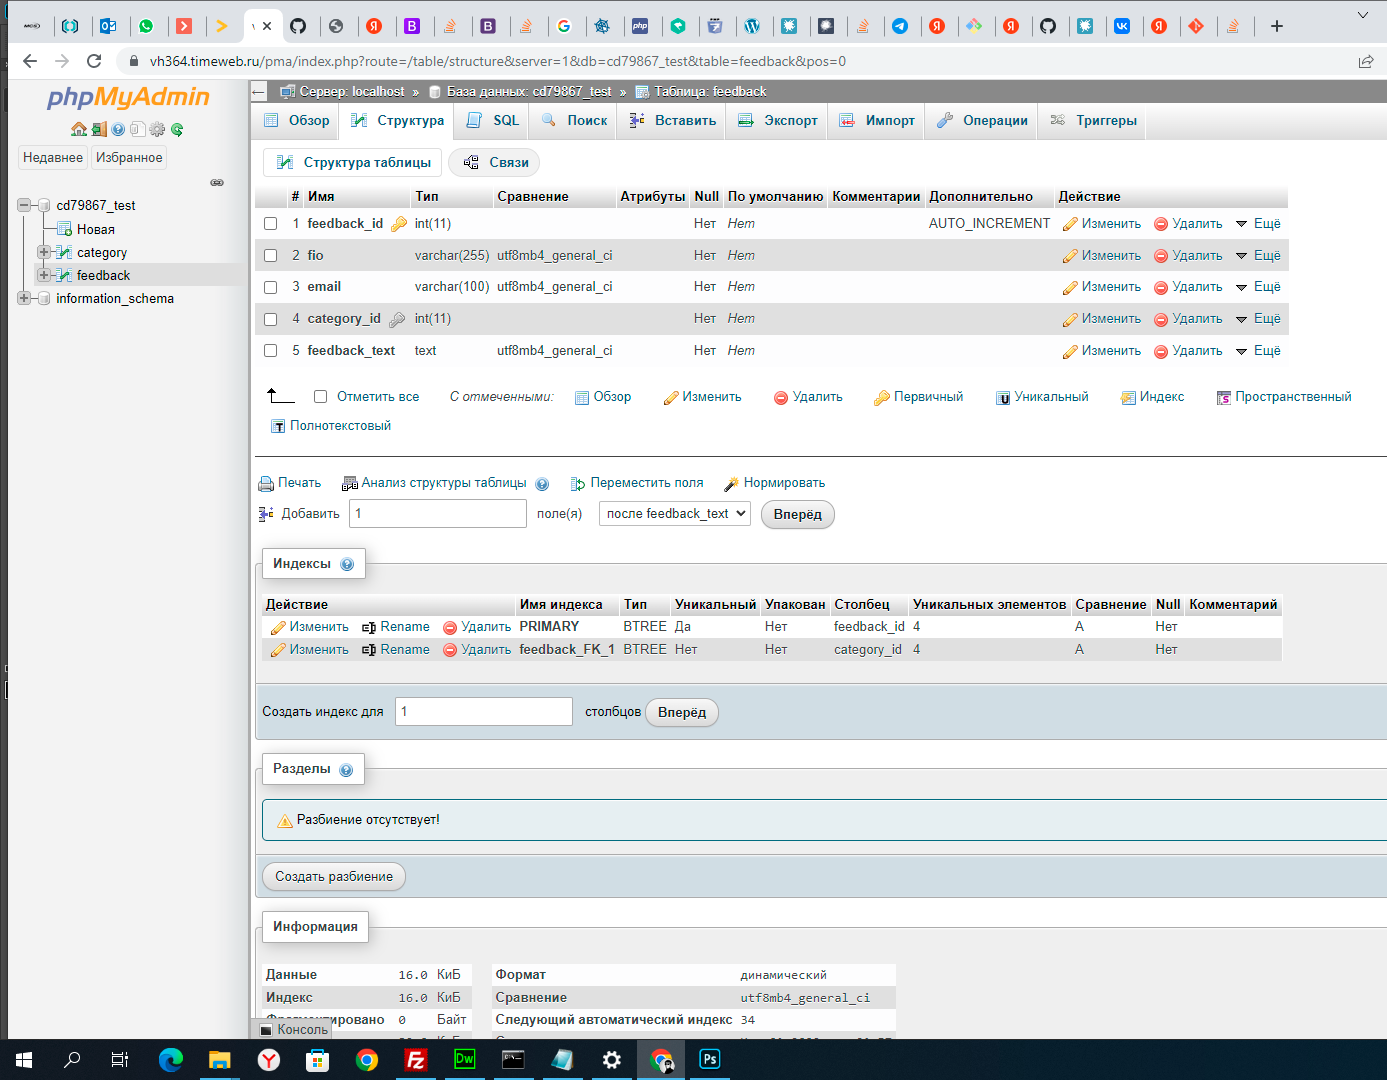 vh364.timeweb.ru/pma/index.php?route=/table/structure&server=1&db=cd79867_test&table=feedback&pos=0
phpMyAdmin
Недавнее Избранное
cd79867_test
Новая
category
feedback
information_schema
Сервер: localhost » База данных: cd79867_test » Таблица: feedback
Обзор Структура SQL Поиск Вставить Экспорт Импорт Операции Триггеры
Структура таблицы Связи
# Имя Тип Сравнение Атрибуты Null По умолчанию Комментарии Дополнительно Действие
1 feedback_id int(11) Нет Нет AUTO_INCREMENT Изменить Удалить Ещё
2 fio varchar(255) utf8mb4_general_ci Нет Нет Изменить Удалить Ещё
3 email varchar(100) utf8mb4_general_ci Нет Нет Изменить Удалить Ещё
4 category_id int(11) Нет Нет Изменить Удалить Ещё
5 feedback_text text utf8mb4_general_ci Нет Нет Изменить Удалить Ещё
Отметить все С отмеченными: Обзор Изменить Удалить Первичный Уникальный Индекс Пространственный
Полнотекстовый
Печать Анализ структуры таблицы Переместить поля Нормировать
Добавить 1 поле(я) после feedback_text Вперёд
Индексы
Действие Имя индекса Тип Уникальный Упакован Столбец Уникальных элементов Сравнение Null Комментарий
Изменить Rename Удалить PRIMARY BTREE Да Нет feedback_id 4 A Нет
Изменить Rename Удалить feedback_FK_1 BTREE Нет Нет category_id 4 A Нет
Создать индекс для 1 столбцов Вперёд
Разделы
Разбиение отсутствует!
Создать разбиение
Информация
Данные 16.0 КиБ
Индекс 16.0 КиБ
Фрагментировано 0 Байт
Формат динамический
Сравнение utf8mb4_general_ci
Следующий автоматический индекс 34
Консоль